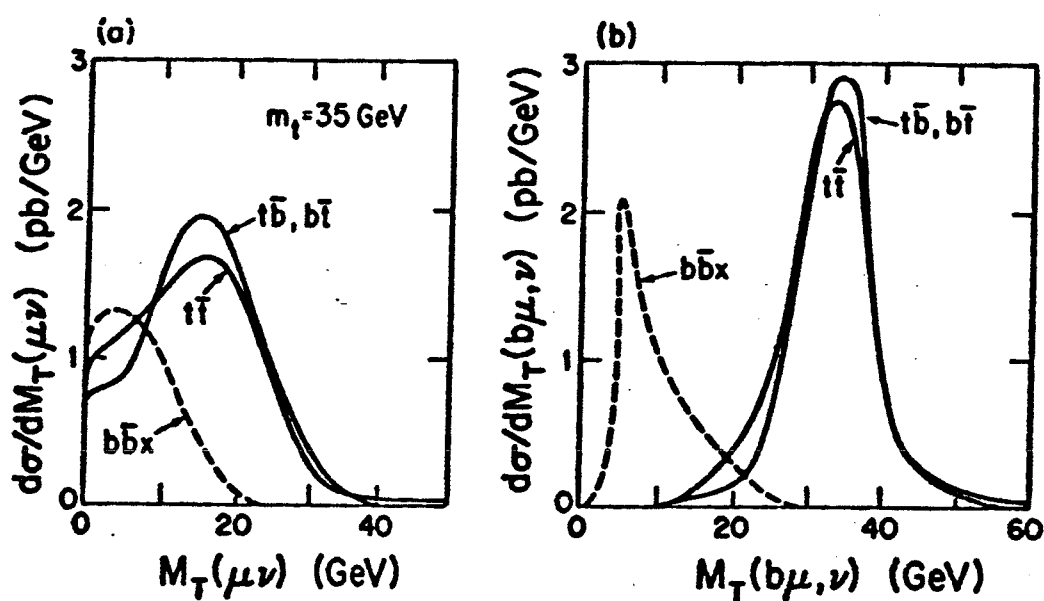 (a)
3
2
1
0
0
20
40
dσ/dM_T(μν) (pb/GeV)
M_T(μν) (GeV)
m_t=35 GeV
tb̄, bt̄
tt̄
bb̄x
(b)
3
2
1
0
0
20
40
60
dσ/dM_T(bμ,ν) (pb/GeV)
M_T(bμ,ν) (GeV)
tb̄, bt̄
tt̄
bb̄x